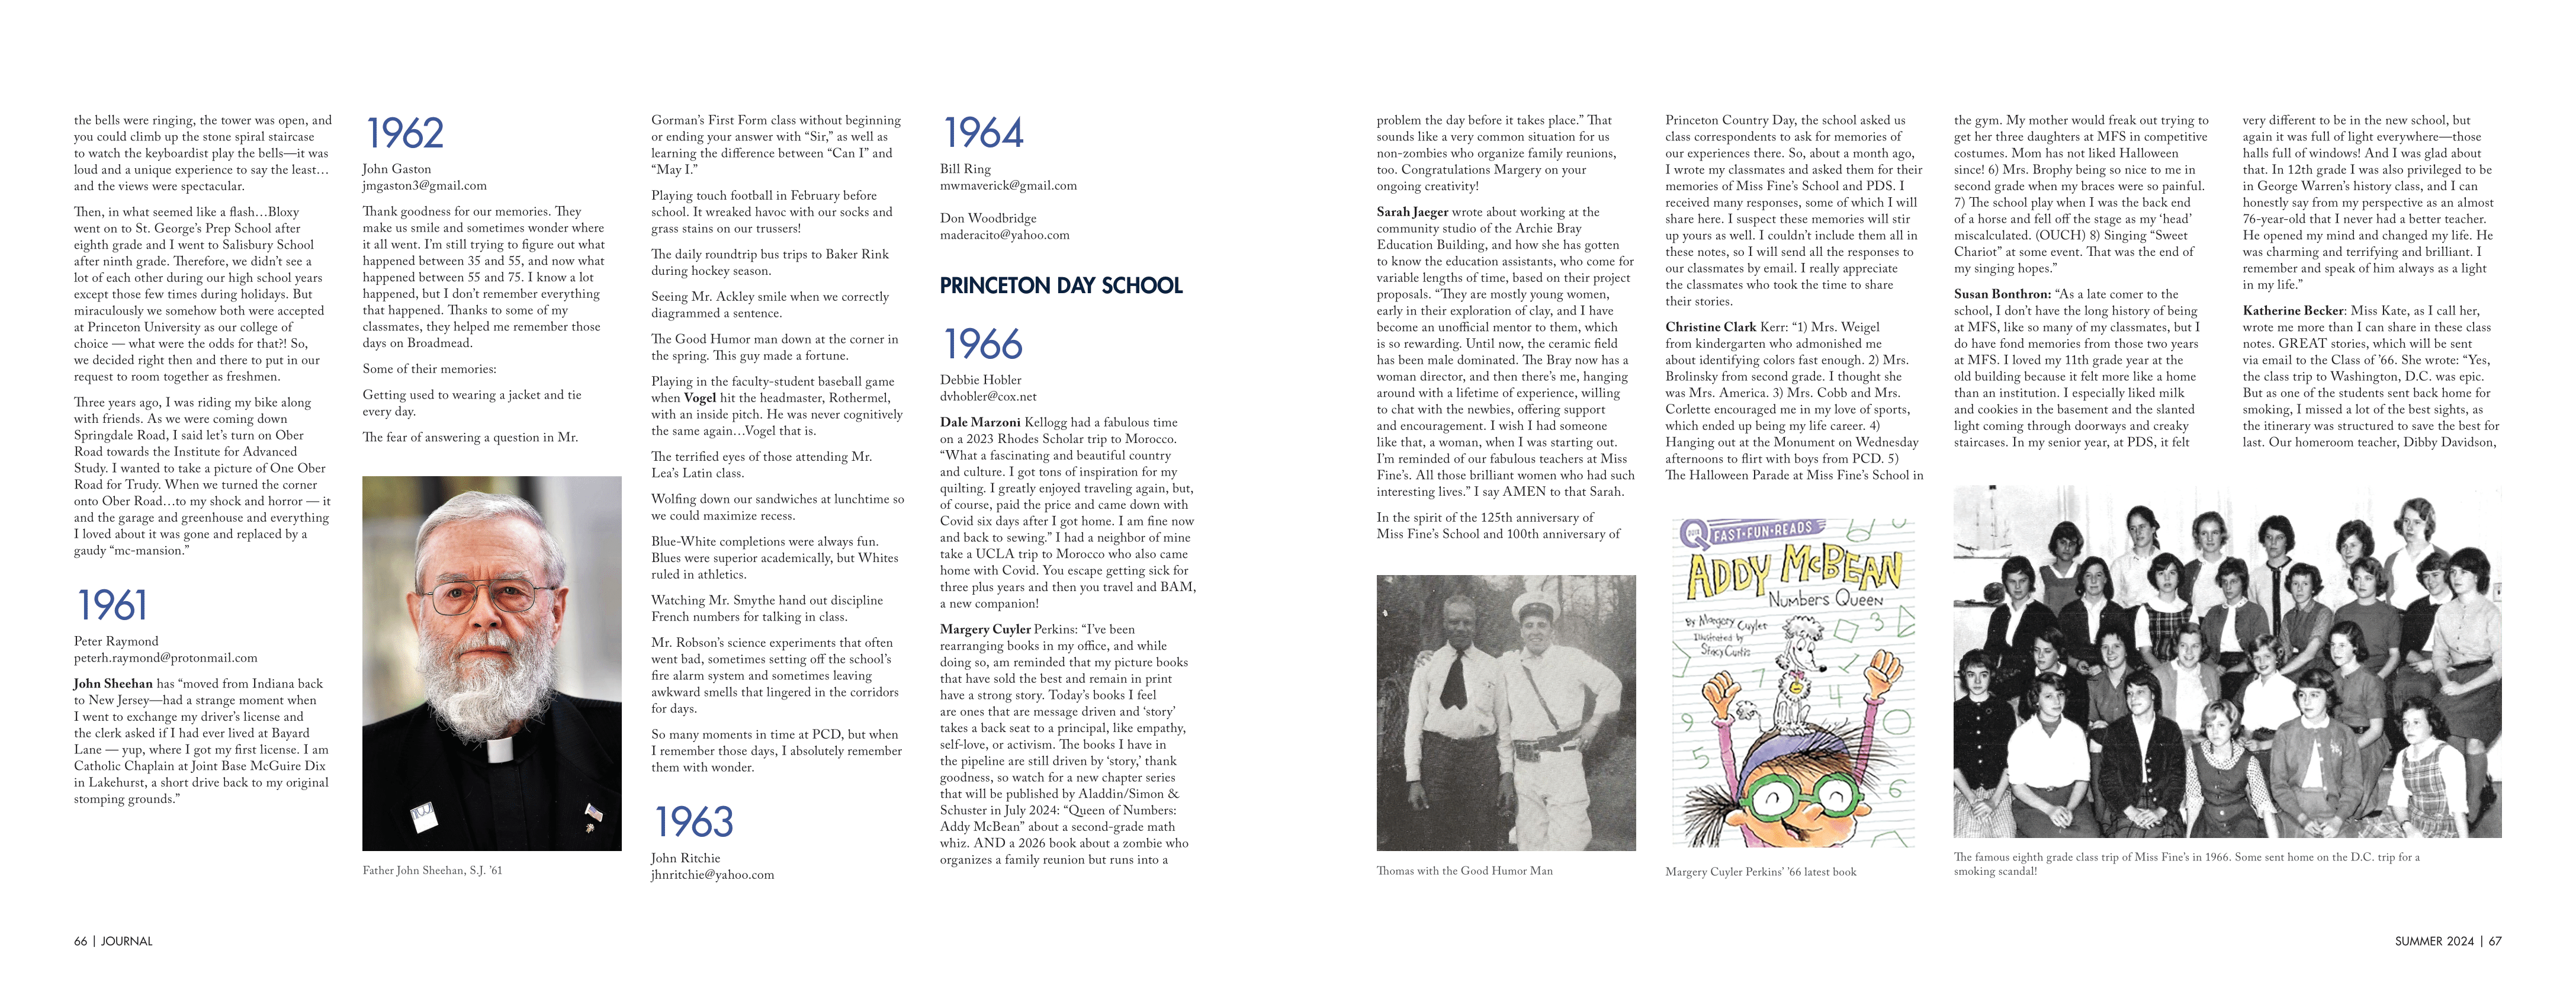 the bells were ringing, the tower was open, and
you could climb up the stone spiral staircase
to watch the keyboardist play the bells—it was
loud and a unique experience to say the least…
and the views were spectacular.
Then, in what seemed like a flash…Bloxy
went on to St. George's Prep School after
eighth grade and I went to Salisbury School
after ninth grade. Therefore, we didn't see a
lot of each other during our high school years
except those few times during holidays. But
miraculously we somehow both were accepted
at Princeton University as our college of
choice — what were the odds for that?! So,
we decided right then and there to put in our
request to room together as freshmen.
Three years ago, I was riding my bike along
with friends. As we were coming down
Springdale Road, I said let's turn on Ober
Road towards the Institute for Advanced
Study. I wanted to take a picture of One Ober
Road for Trudy. When we turned the corner
onto Ober Road…to my shock and horror — it
and the garage and greenhouse and everything
I loved about it was gone and replaced by a
gaudy "mc-mansion."
1961
Peter Raymond
peterh.raymond@protonmail.com
John Sheehan has "moved from Indiana back
to New Jersey—had a strange moment when
I went to exchange my driver's license and
the clerk asked if I had ever lived at Bayard
Lane — yup, where I got my first license. I am
Catholic Chaplain at Joint Base McGuire Dix
in Lakehurst, a short drive back to my original
stomping grounds."
1962
John Gaston
jmgaston3@gmail.com
Thank goodness for our memories. They
make us smile and sometimes wonder where
it all went. I'm still trying to figure out what
happened between 35 and 55, and now what
happened between 55 and 75. I know a lot
happened, but I don't remember everything
that happened. Thanks to some of my
classmates, they helped me remember those
days on Broadmead.
Some of their memories:
Getting used to wearing a jacket and tie
every day.
The fear of answering a question in Mr.
Father John Sheehan, S.J. '61
Gorman's First Form class without beginning
or ending your answer with "Sir," as well as
learning the difference between "Can I" and
"May I."
Playing touch football in February before
school. It wreaked havoc with our socks and
grass stains on our trussers!
The daily roundtrip bus trips to Baker Rink
during hockey season.
Seeing Mr. Ackley smile when we correctly
diagrammed a sentence.
The Good Humor man down at the corner in
the spring. This guy made a fortune.
Playing in the faculty-student baseball game
when Vogel hit the headmaster, Rothermel,
with an inside pitch. He was never cognitively
the same again…Vogel that is.
The terrified eyes of those attending Mr.
Lea's Latin class.
Wolfing down our sandwiches at lunchtime so
we could maximize recess.
Blue-White completions were always fun.
Blues were superior academically, but Whites
ruled in athletics.
Watching Mr. Smythe hand out discipline
French numbers for talking in class.
Mr. Robson's science experiments that often
went bad, sometimes setting off the school's
fire alarm system and sometimes leaving
awkward smells that lingered in the corridors
for days.
So many moments in time at PCD, but when
I remember those days, I absolutely remember
them with wonder.
1963
John Ritchie
jhnritchie@yahoo.com
1964
Bill Ring
mwmaverick@gmail.com
Don Woodbridge
maderacito@yahoo.com
PRINCETON DAY SCHOOL
1966
Debbie Hobler
dvhobler@cox.net
Dale Marzoni Kellogg had a fabulous time
on a 2023 Rhodes Scholar trip to Morocco.
"What a fascinating and beautiful country
and culture. I got tons of inspiration for my
quilting. I greatly enjoyed traveling again, but,
of course, paid the price and came down with
Covid six days after I got home. I am fine now
and back to sewing." I had a neighbor of mine
take a UCLA trip to Morocco who also came
home with Covid. You escape getting sick for
three plus years and then you travel and BAM,
a new companion!
Margery Cuyler Perkins: "I've been
rearranging books in my office, and while
doing so, am reminded that my picture books
that have sold the best and remain in print
have a strong story. Today's books I feel
are ones that are message driven and 'story'
takes a back seat to a principal, like empathy,
self-love, or activism. The books I have in
the pipeline are still driven by 'story,' thank
goodness, so watch for a new chapter series
that will be published by Aladdin/Simon &
Schuster in July 2024: "Queen of Numbers:
Addy McBean" about a second-grade math
whiz. AND a 2026 book about a zombie who
organizes a family reunion but runs into a
66 | JOURNAL
problem the day before it takes place." That
sounds like a very common situation for us
non-zombies who organize family reunions,
too. Congratulations Margery on your
ongoing creativity!
Sarah Jaeger wrote about working at the
community studio of the Archie Bray
Education Building, and how she has gotten
to know the education assistants, who come for
variable lengths of time, based on their project
proposals. "They are mostly young women,
early in their exploration of clay, and I have
become an unofficial mentor to them, which
is so rewarding. Until now, the ceramic field
has been male dominated. The Bray now has a
woman director, and then there's me, hanging
around with a lifetime of experience, willing
to chat with the newbies, offering support
and encouragement. I wish I had someone
like that, a woman, when I was starting out.
I'm reminded of our fabulous teachers at Miss
Fine's. All those brilliant women who had such
interesting lives." I say AMEN to that Sarah.
In the spirit of the 125th anniversary of
Miss Fine's School and 100th anniversary of
Thomas with the Good Humor Man
Princeton Country Day, the school asked us
class correspondents to ask for memories of
our experiences there. So, about a month ago,
I wrote my classmates and asked them for their
memories of Miss Fine's School and PDS. I
received many responses, some of which I will
share here. I suspect these memories will stir
up yours as well. I couldn't include them all in
these notes, so I will send all the responses to
our classmates by email. I really appreciate
the classmates who took the time to share
their stories.
Christine Clark Kerr: "1) Mrs. Weigel
from kindergarten who admonished me
about identifying colors fast enough. 2) Mrs.
Brolinsky from second grade. I thought she
was Mrs. America. 3) Mrs. Cobb and Mrs.
Corlette encouraged me in my love of sports,
which ended up being my life career. 4)
Hanging out at the Monument on Wednesday
afternoons to flirt with boys from PCD. 5)
The Halloween Parade at Miss Fine's School in
QUIX
FAST•FUN•READS
ADDY McBEAN
Numbers Queen
By Margery Cuyler
Illustrated by
Stacy Curtis
3
7
4
9
5
6
Margery Cuyler Perkins' '66 latest book
the gym. My mother would freak out trying to
get her three daughters at MFS in competitive
costumes. Mom has not liked Halloween
since! 6) Mrs. Brophy being so nice to me in
second grade when my braces were so painful.
7) The school play when I was the back end
of a horse and fell off the stage as my 'head'
miscalculated. (OUCH) 8) Singing "Sweet
Chariot" at some event. That was the end of
my singing hopes."
Susan Bonthron: "As a late comer to the
school, I don't have the long history of being
at MFS, like so many of my classmates, but I
do have fond memories from those two years
at MFS. I loved my 11th grade year at the
old building because it felt more like a home
than an institution. I especially liked milk
and cookies in the basement and the slanted
light coming through doorways and creaky
staircases. In my senior year, at PDS, it felt
very different to be in the new school, but
again it was full of light everywhere—those
halls full of windows! And I was glad about
that. In 12th grade I was also privileged to be
in George Warren's history class, and I can
honestly say from my perspective as an almost
76-year-old that I never had a better teacher.
He opened my mind and changed my life. He
was charming and terrifying and brilliant. I
remember and speak of him always as a light
in my life."
Katherine Becker: Miss Kate, as I call her,
wrote me more than I can share in these class
notes. GREAT stories, which will be sent
via email to the Class of '66. She wrote: "Yes,
the class trip to Washington, D.C. was epic.
But as one of the students sent back home for
smoking, I missed a lot of the best sights, as
the itinerary was structured to save the best for
last. Our homeroom teacher, Dibby Davidson,
The famous eighth grade class trip of Miss Fine's in 1966. Some sent home on the D.C. trip for a
smoking scandal!
SUMMER 2024 | 67